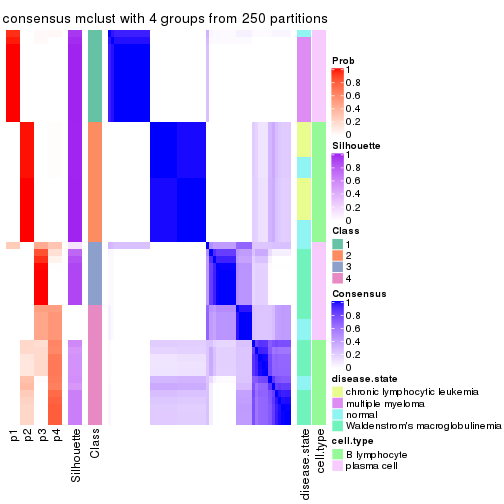 consensus mclust with 4 groups from 250 partitions
Prob
1
0.8
0.6
0.4
0.2
0
Silhouette
1
0.8
0.6
0.4
0.2
0
Class
1
2
3
4
Consensus
1
0.8
0.6
0.4
0.2
0
disease.state
chronic lymphocytic leukemia
multiple myeloma
normal
Waldenstrom's macroglobulinemia
cell.type
B lymphocyte
plasma cell
p1
p2
p3
p4
Silhouette
Class
disease.state
cell.type